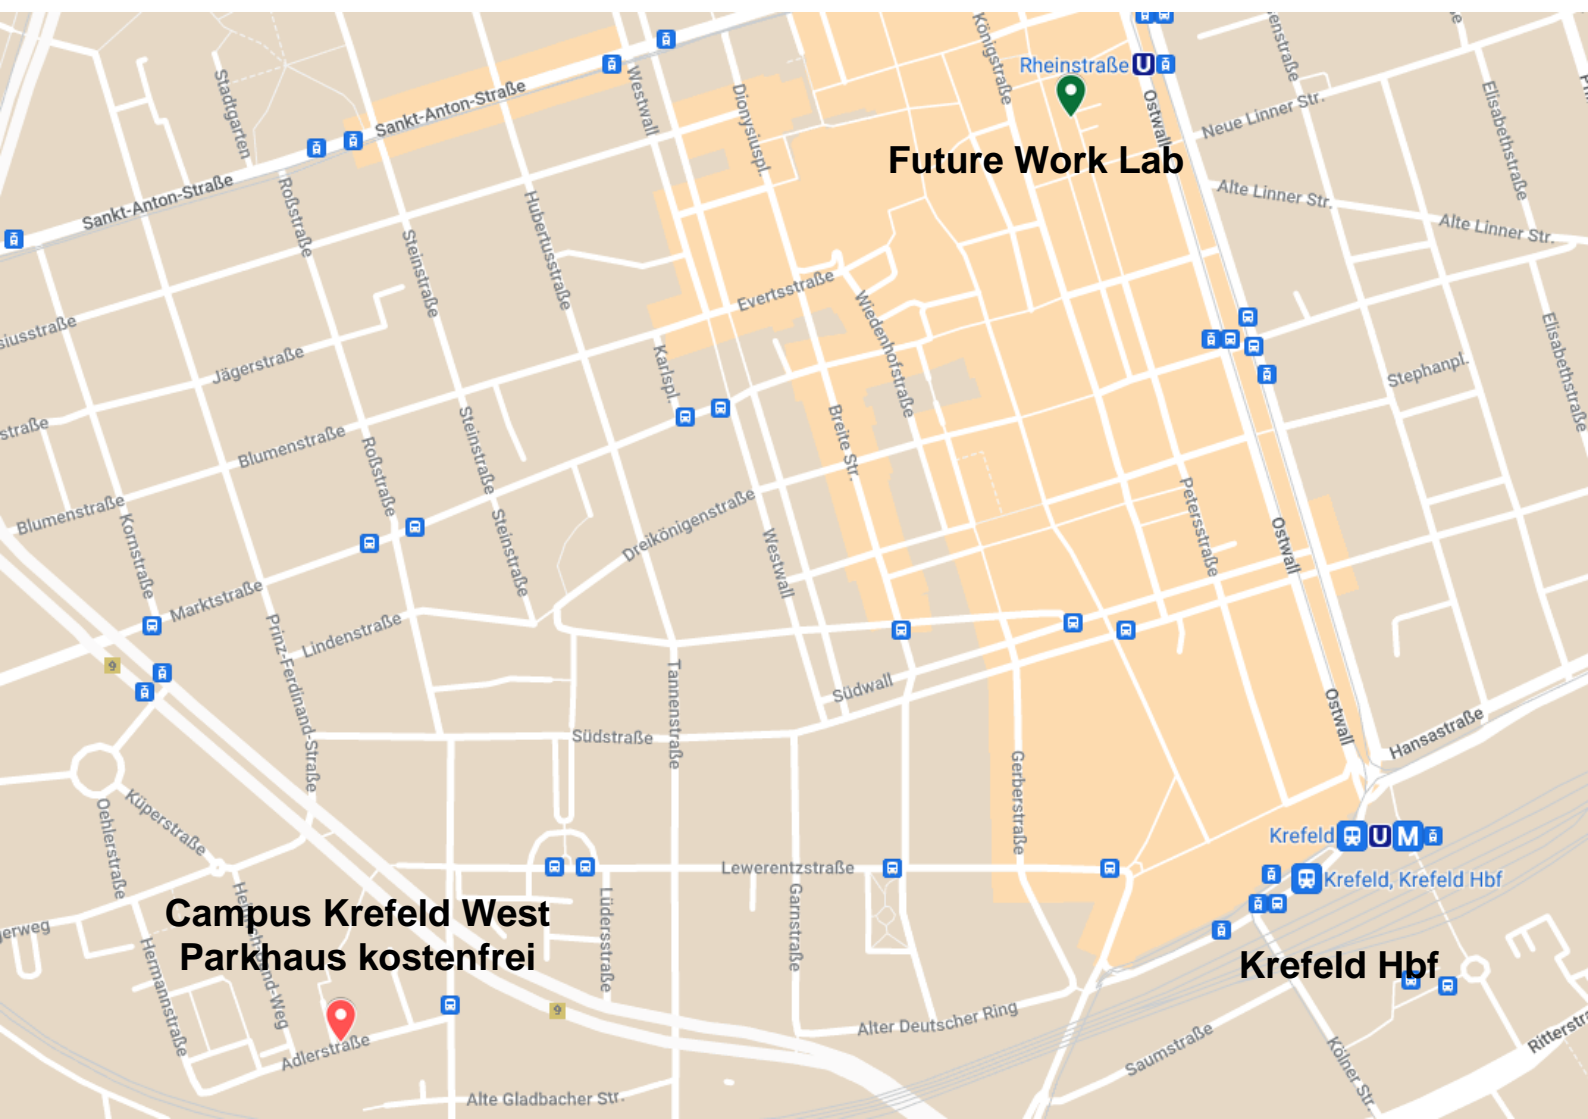 Königstraße
Rheinstraße
U
Sankt-Anton-Straße
Westwall
Stadtgarten
Dionysiuspl.
Ostwall
Neue Linner Str.
Elisabethstraße
Future Work Lab
Sankt-Anton-Straße
Roßstraße
Hubertusstraße
Alte Linner Str.
Alte Linner Str.
Steinstraße
Evertsstraße
Wiedenhofstraße
Jägerstraße
Karlspl.
Stephanpl.
Elisabethstraße
Blumenstraße
Roßstraße
Steinstraße
Breite Str.
Blumenstraße
Kornstraße
Steinstraße
Dreikönigenstraße
Westwall
Petersstraße
Ostwall
Marktstraße
Lindenstraße
Prinz-Ferdinand-Straße
9
Tannenstraße
Südwall
Südstraße
Ostwall
Hansastraße
Gerberstraße
Oehlerstraße
Küperstraße
Krefeld
U
M
Lewerentzstraße
Krefeld, Krefeld Hbf
Campus Krefeld West
Parkhaus kostenfrei
Lüdersstraße
Garnstraße
Krefeld Hbf
Hermannstraße
9
Adlerstraße
Alter Deutscher Ring
Saumstraße
Kölner Str.
Alte Gladbacher Str.